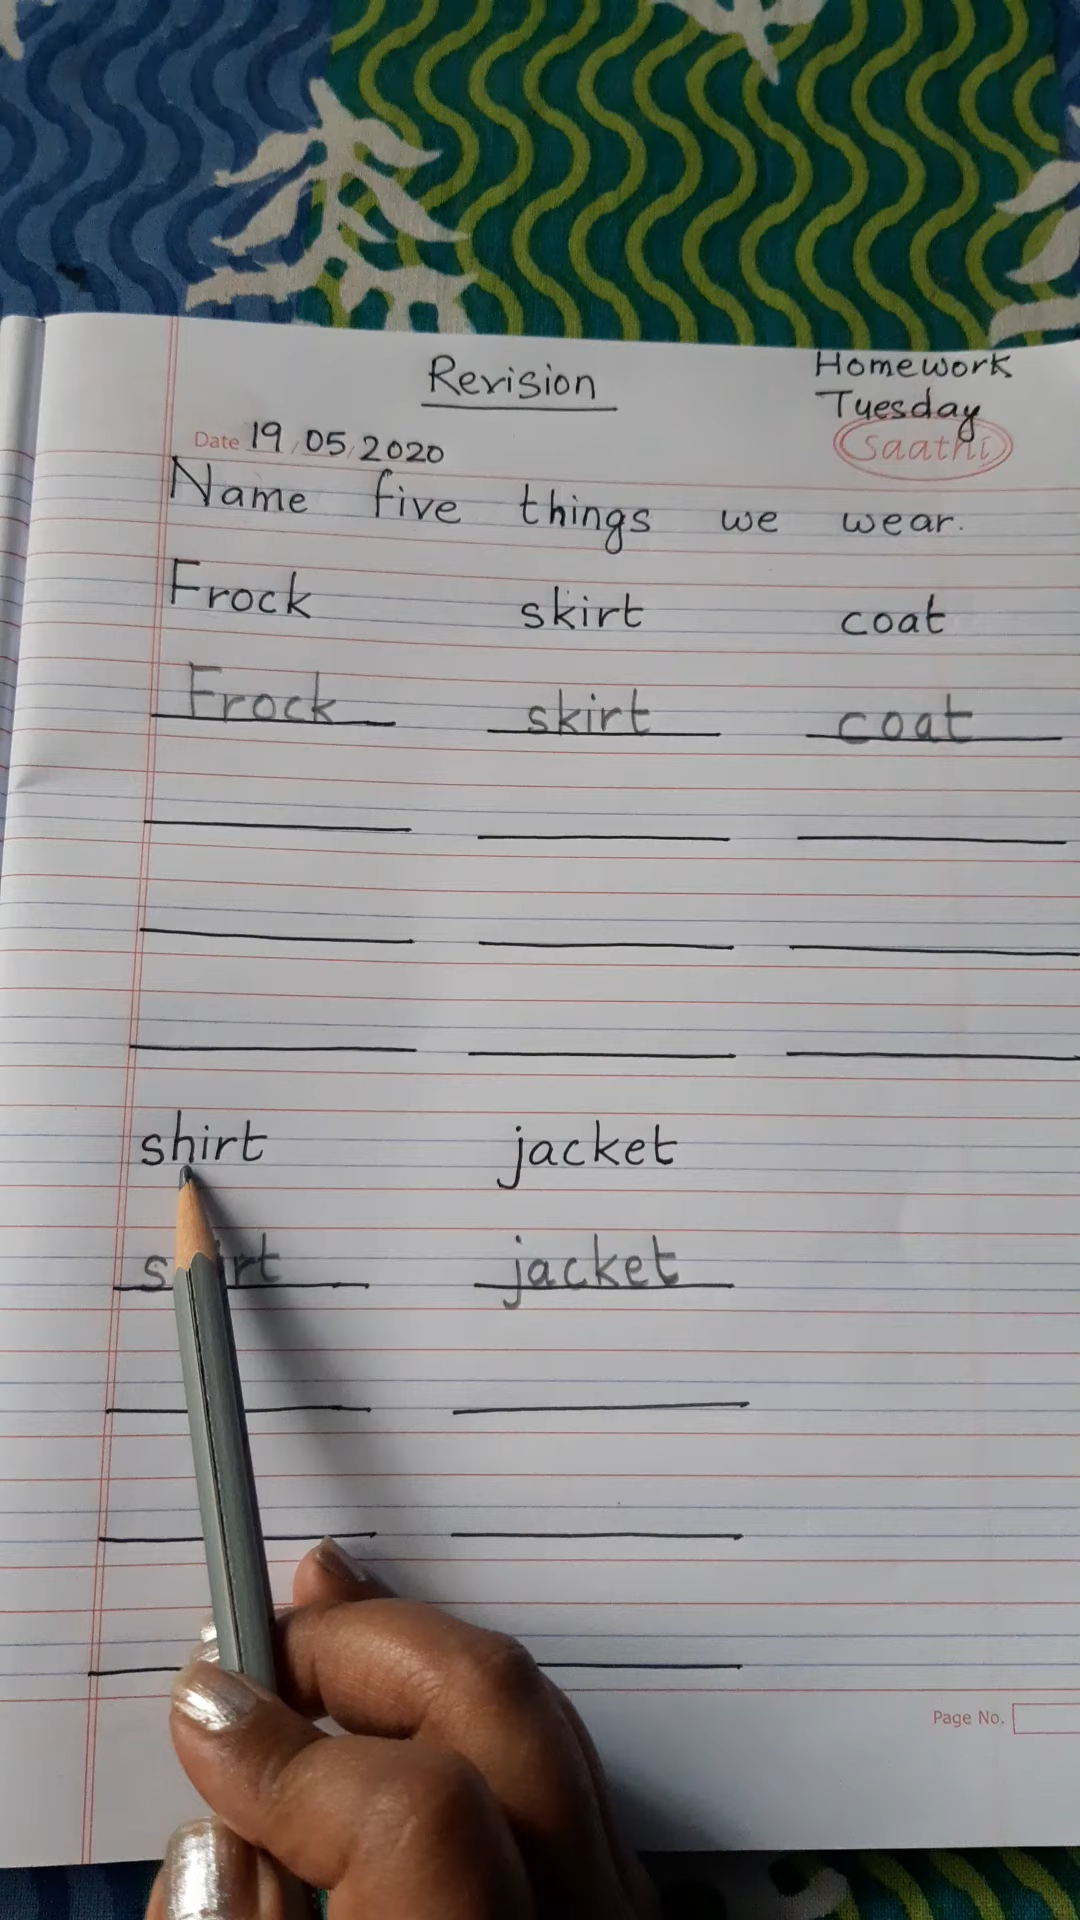 Revision
Homework
Tuesday
Saathi
Date 19/05/2020
Name five things we wear.
Frock skirt coat
Frock skirt coat
shirt jacket
jacket
Page No.